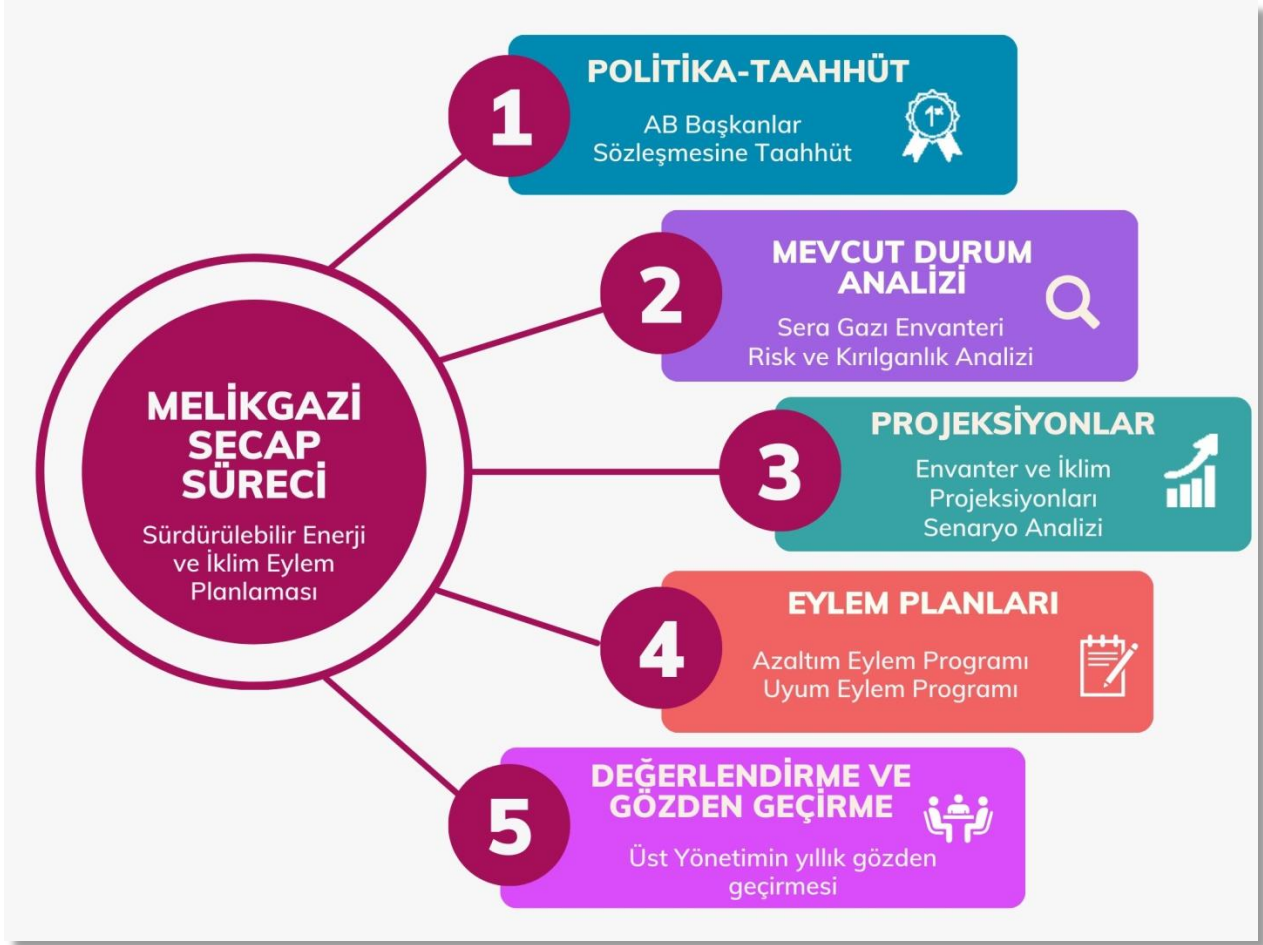 MELİKGAZİ
SECAP
SÜRECİ
Sürdürülebilir Enerji
ve İklim Eylem
Planlaması
1
POLİTİKA-TAAHHÜT
AB Başkanlar
Sözleşmesine Taahhüt
1st
2
MEVCUT DURUM
ANALİZİ
Sera Gazı Envanteri
Risk ve Kırılganlık Analizi
3
PROJEKSİYONLAR
Envanter ve İklim
Projeksiyonları
Senaryo Analizi
4
EYLEM PLANLARI
Azaltım Eylem Programı
Uyum Eylem Programı
5
DEĞERLENDİRME VE
GÖZDEN GEÇİRME
Üst Yönetimin yıllık gözden
geçirmesi